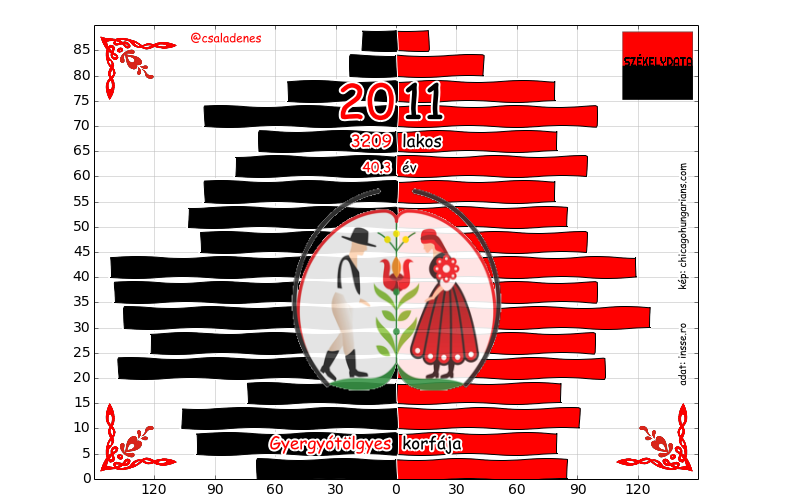 @csaladenes
SZÉKELYDATA
2011
3209 lakos
40.3 év
kép: chicagohungarians.com
adat: insse.ro
Gyergyótölgyes korfája
85
80
75
70
65
60
55
50
45
40
35
30
25
20
15
10
5
0
120 90 60 30 0 30 60 90 120